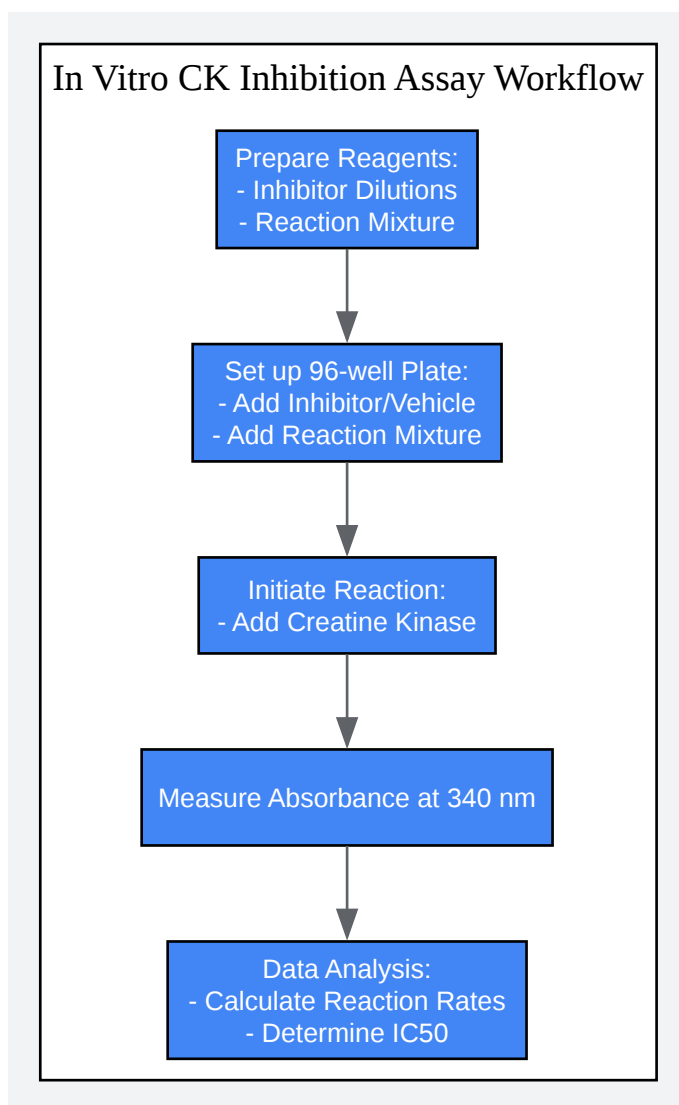 In Vitro CK Inhibition Assay Workflow
Prepare Reagents:
- Inhibitor Dilutions
- Reaction Mixture
Set up 96-well Plate:
- Add Inhibitor/Vehicle
- Add Reaction Mixture
Initiate Reaction:
- Add Creatine Kinase
Measure Absorbance at 340 nm
Data Analysis:
- Calculate Reaction Rates
- Determine IC50